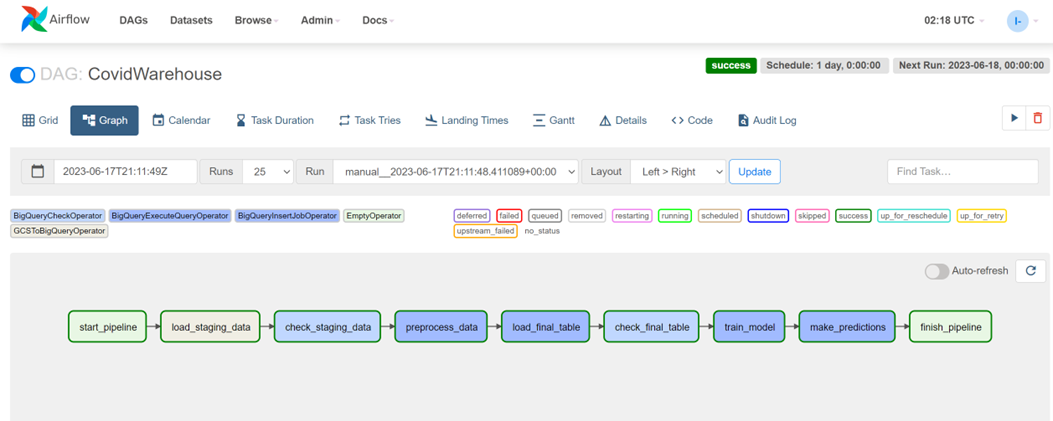 Airflow DAGs Datasets Browse Admin Docs 02:18 UTC I-
DAG: CovidWarehouse success Schedule: 1 day, 0:00:00 Next Run: 2023-06-18, 00:00:00
Grid Graph Calendar Task Duration Task Tries Landing Times Gantt Details <> Code Audit Log
2023-06-17T21:11:49Z Runs 25 Run manual__2023-06-17T21:11:48.411089+00:00 Layout Left > Right Update Find Task…
BigQueryCheckOperator BigQueryExecuteQueryOperator BigQueryInsertJobOperator EmptyOperator deferred failed queued removed restarting running scheduled shutdown skipped success up_for_reschedule up_for_retry
GCSToBigQueryOperator upstream_failed no_status
Auto-refresh
start_pipeline load_staging_data check_staging_data preprocess_data load_final_table check_final_table train_model make_predictions finish_pipeline